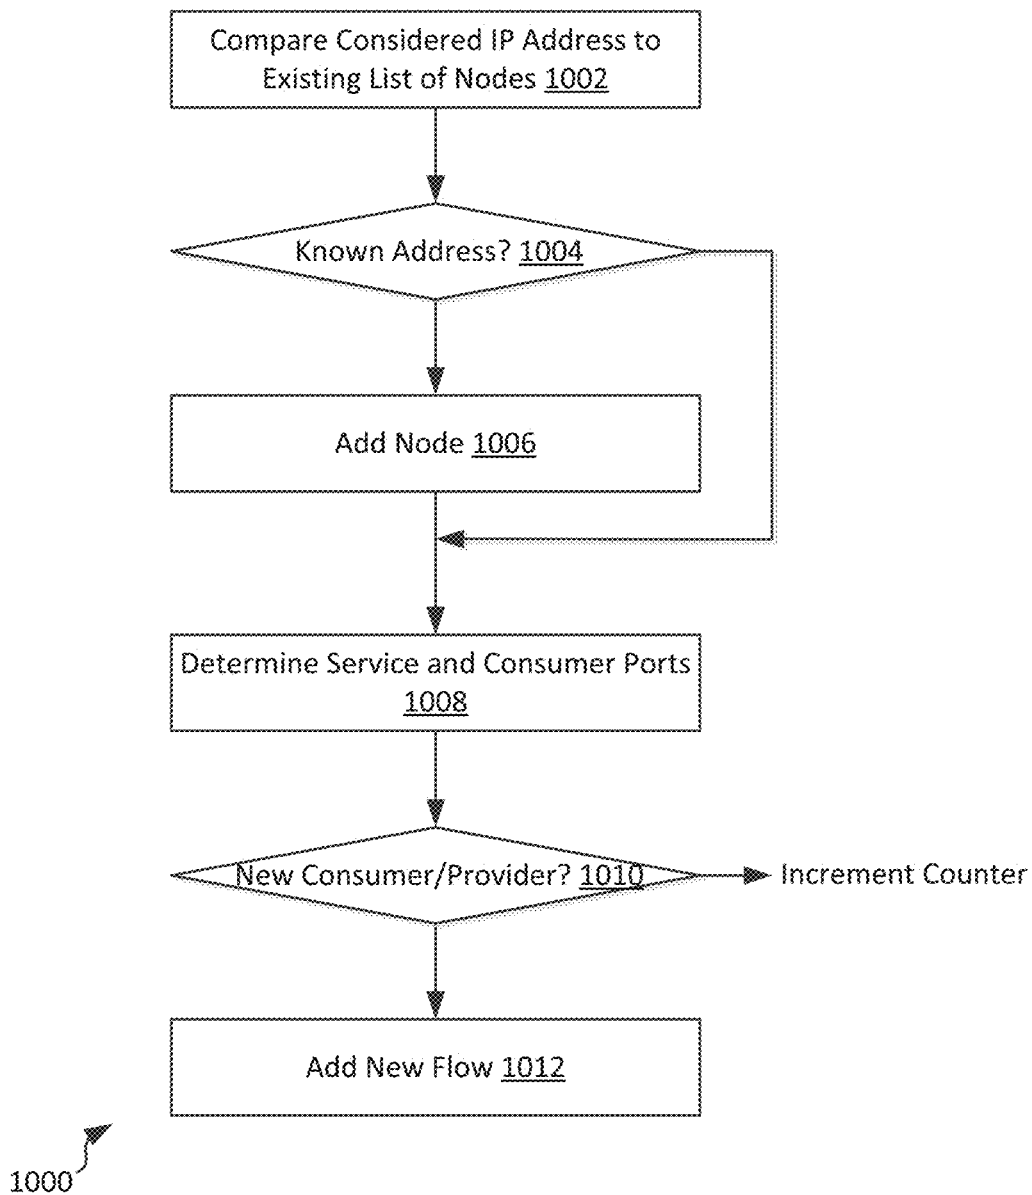 Compare Considered IP Address to
Existing List of Nodes 1002
Known Address? 1004
Add Node 1006
Determine Service and Consumer Ports
1008
New Consumer/Provider? 1010
Increment Counter
Add New Flow 1012
1000